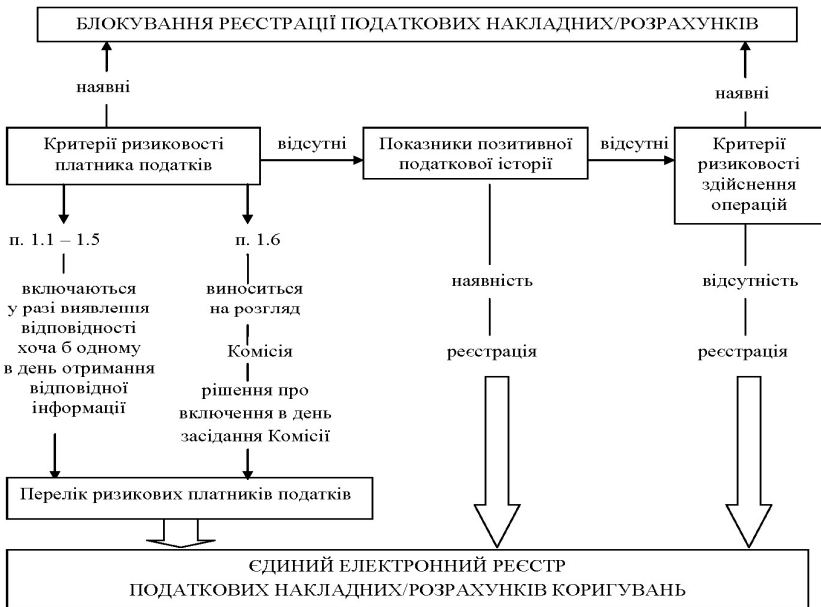 БЛОКУВАННЯ РЕЄСТРАЦІЇ ПОДАТКОВИХ НАКЛАДНИХ/РОЗРАХУНКІВ
наявні
наявні
Критерії ризиковості
платника податків
відсутні
Показники позитивної
податкової історії
відсутні
Критерії
ризиковості
здійснення
операцій
п. 1.1 – 1.5
включаються
у разі виявлення
відповідності
хоча б одному
в день отримання
відповідної
інформації
п. 1.6
виноситься
на розгляд
Комісія
рішення про
включення в день
засідання Комісії
наявність
реєстрація
відсутність
реєстрація
Перелік ризикових платників податків
ЄДИНИЙ ЕЛЕКТРОННИЙ РЕЄСТР
ПОДАТКОВИХ НАКЛАДНИХ/РОЗРАХУНКІВ КОРИГУВАНЬ